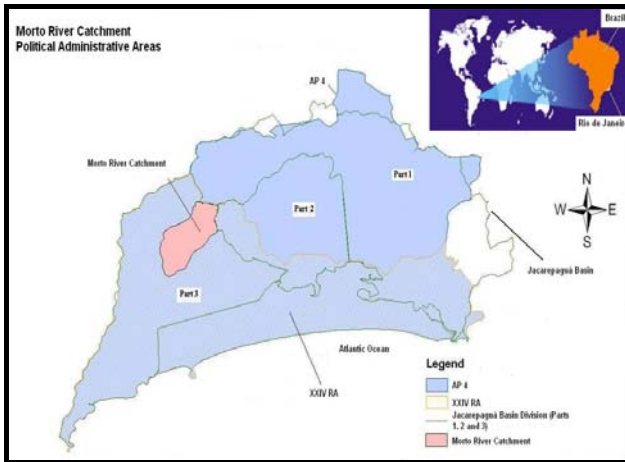 Morto River Catchment
Political Administrative Areas
Brazil
Rio de Janeiro
AP 4
Morto River Catchment
Part 1
Part 2
N
W E
S
Jacarepaguá Basin
Part 3
Atlantic Ocean
XXIV RA
Legend
AP 4
XXIV RA
Jacarepaguá Basin Division (Parts
1, 2 and 3)
Morto River Catchment